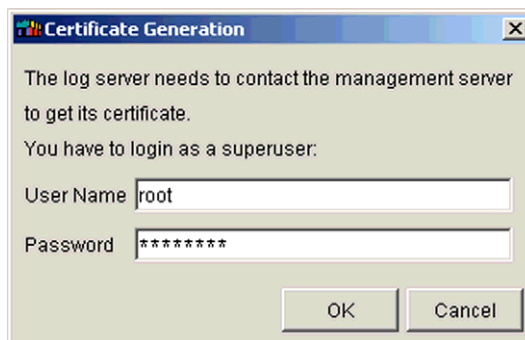 Certificate Generation
The log server needs to contact the management server
to get its certificate.
You have to login as a superuser:
User Name root
Password ********
OK Cancel